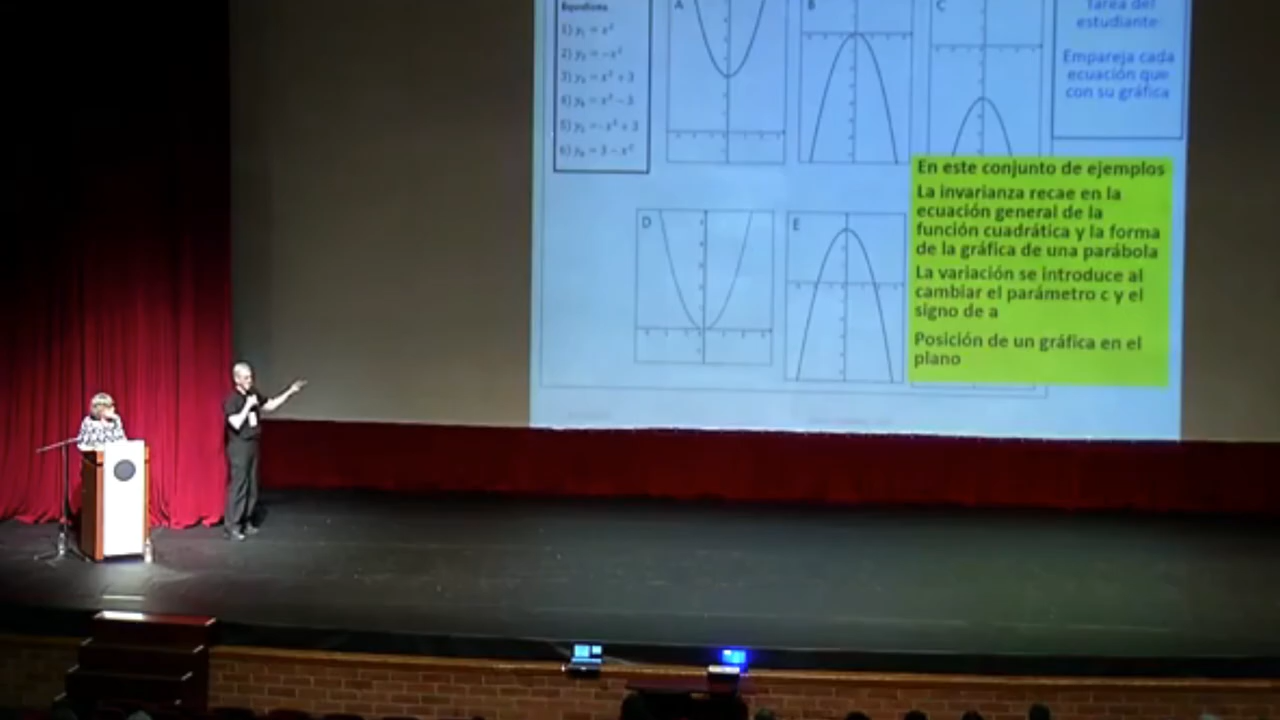 Equations
1) y₁ = x²
2) y₂ = -x²
3) y₃ = x² + 3
4) y₄ = x² - 3
5) y₅ = -x² + 3
6) y₆ = 3 - x²
A
B
C
Tarea del
estudiante
Empareja cada
ecuación que
con su gráfica
D
E
En este conjunto de ejemplos
La invarianza recae en la
ecuación general de la
función cuadrática y la forma
de la gráfica de una parábola
La variación se introduce al
cambiar el parámetro c y el
signo de a
Posición de un gráfica en el
plano